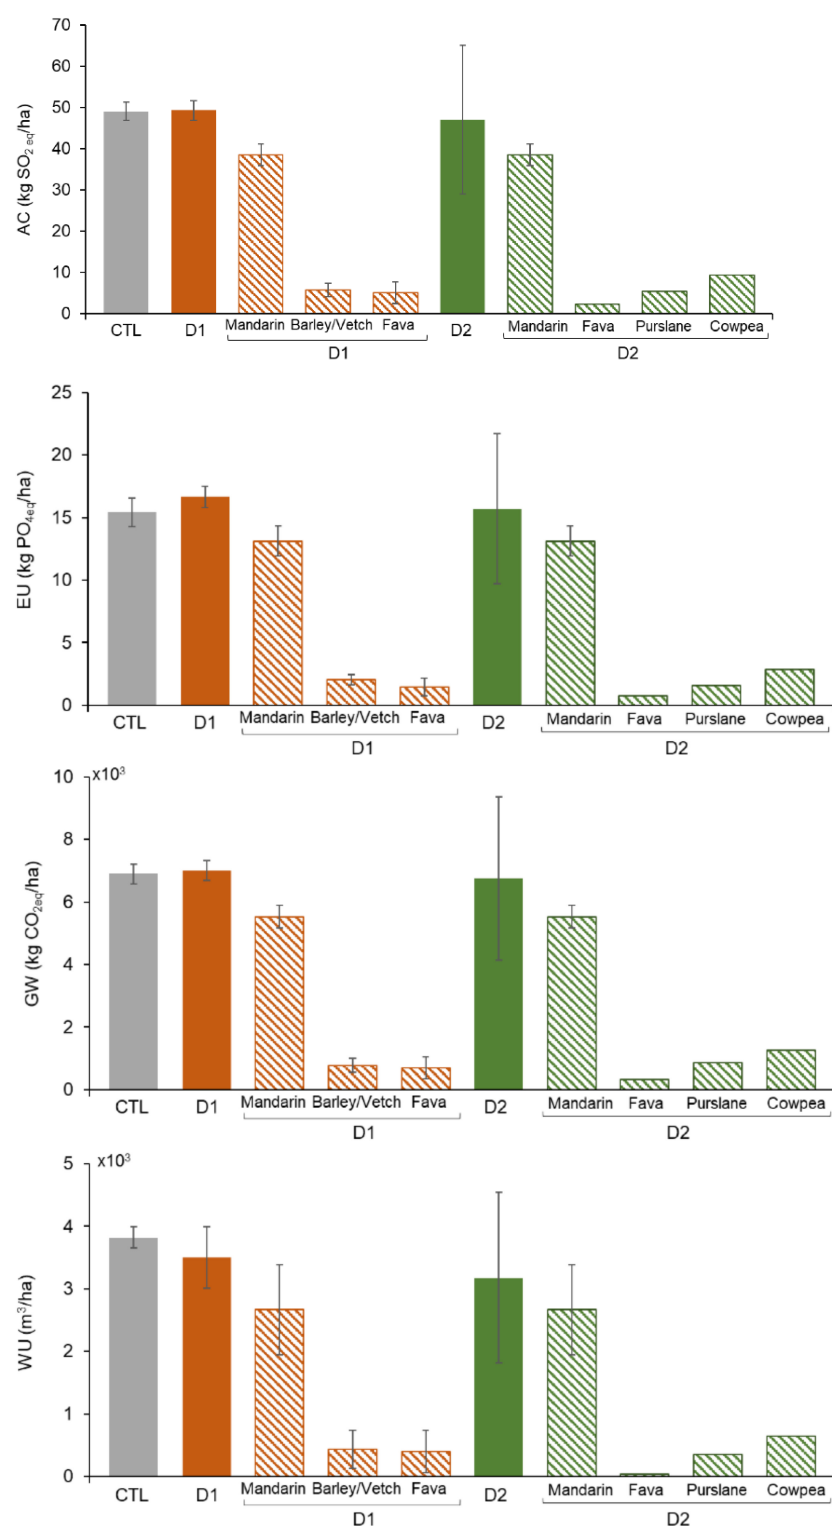 70
60
50
40
30
20
10
0
AC (kg SO2 eq/ha)
CTL D1 Mandarin Barley/Vetch Fava D2 Mandarin Fava Purslane Cowpea
D1 D2
25
20
15
10
5
0
EU (kg PO4eq/ha)
CTL D1 Mandarin Barley/Vetch Fava D2 Mandarin Fava Purslane Cowpea
D1 D2
x10³
10
8
6
4
2
0
GW (kg CO2eq/ha)
CTL D1 Mandarin Barley/Vetch Fava D2 Mandarin Fava Purslane Cowpea
D1 D2
x10³
5
4
3
2
1
0
WU (m³/ha)
CTL D1 Mandarin Barley/Vetch Fava D2 Mandarin Fava Purslane Cowpea
D1 D2